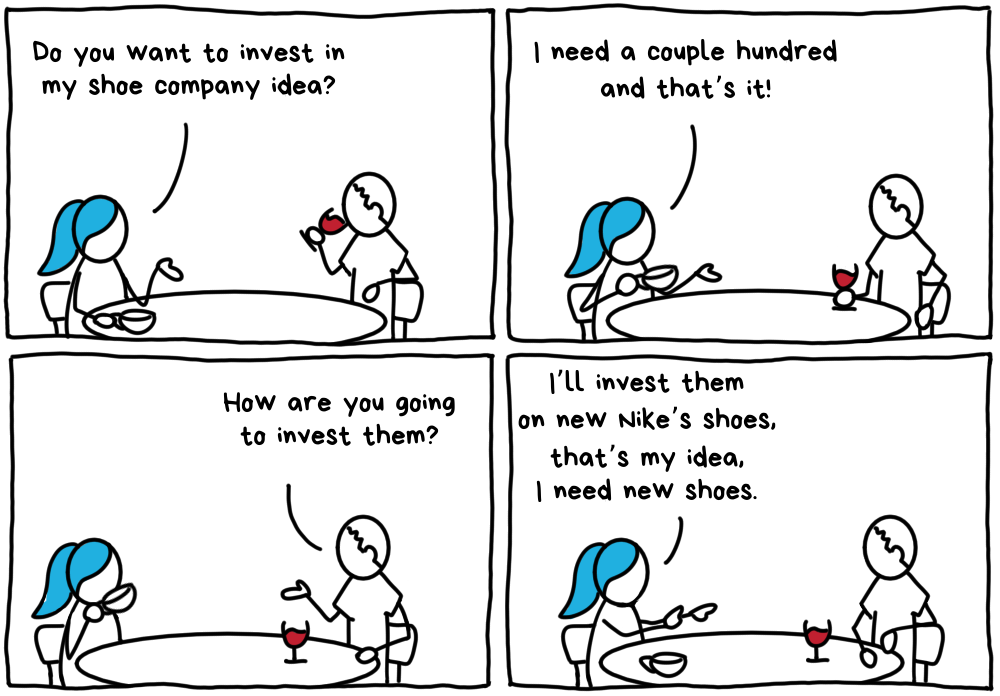 Do you want to invest in
my shoe company idea?
I need a couple hundred
and that's it!
How are you going
to invest them?
I'll invest them
on new Nike's shoes,
that's my idea,
I need new shoes.